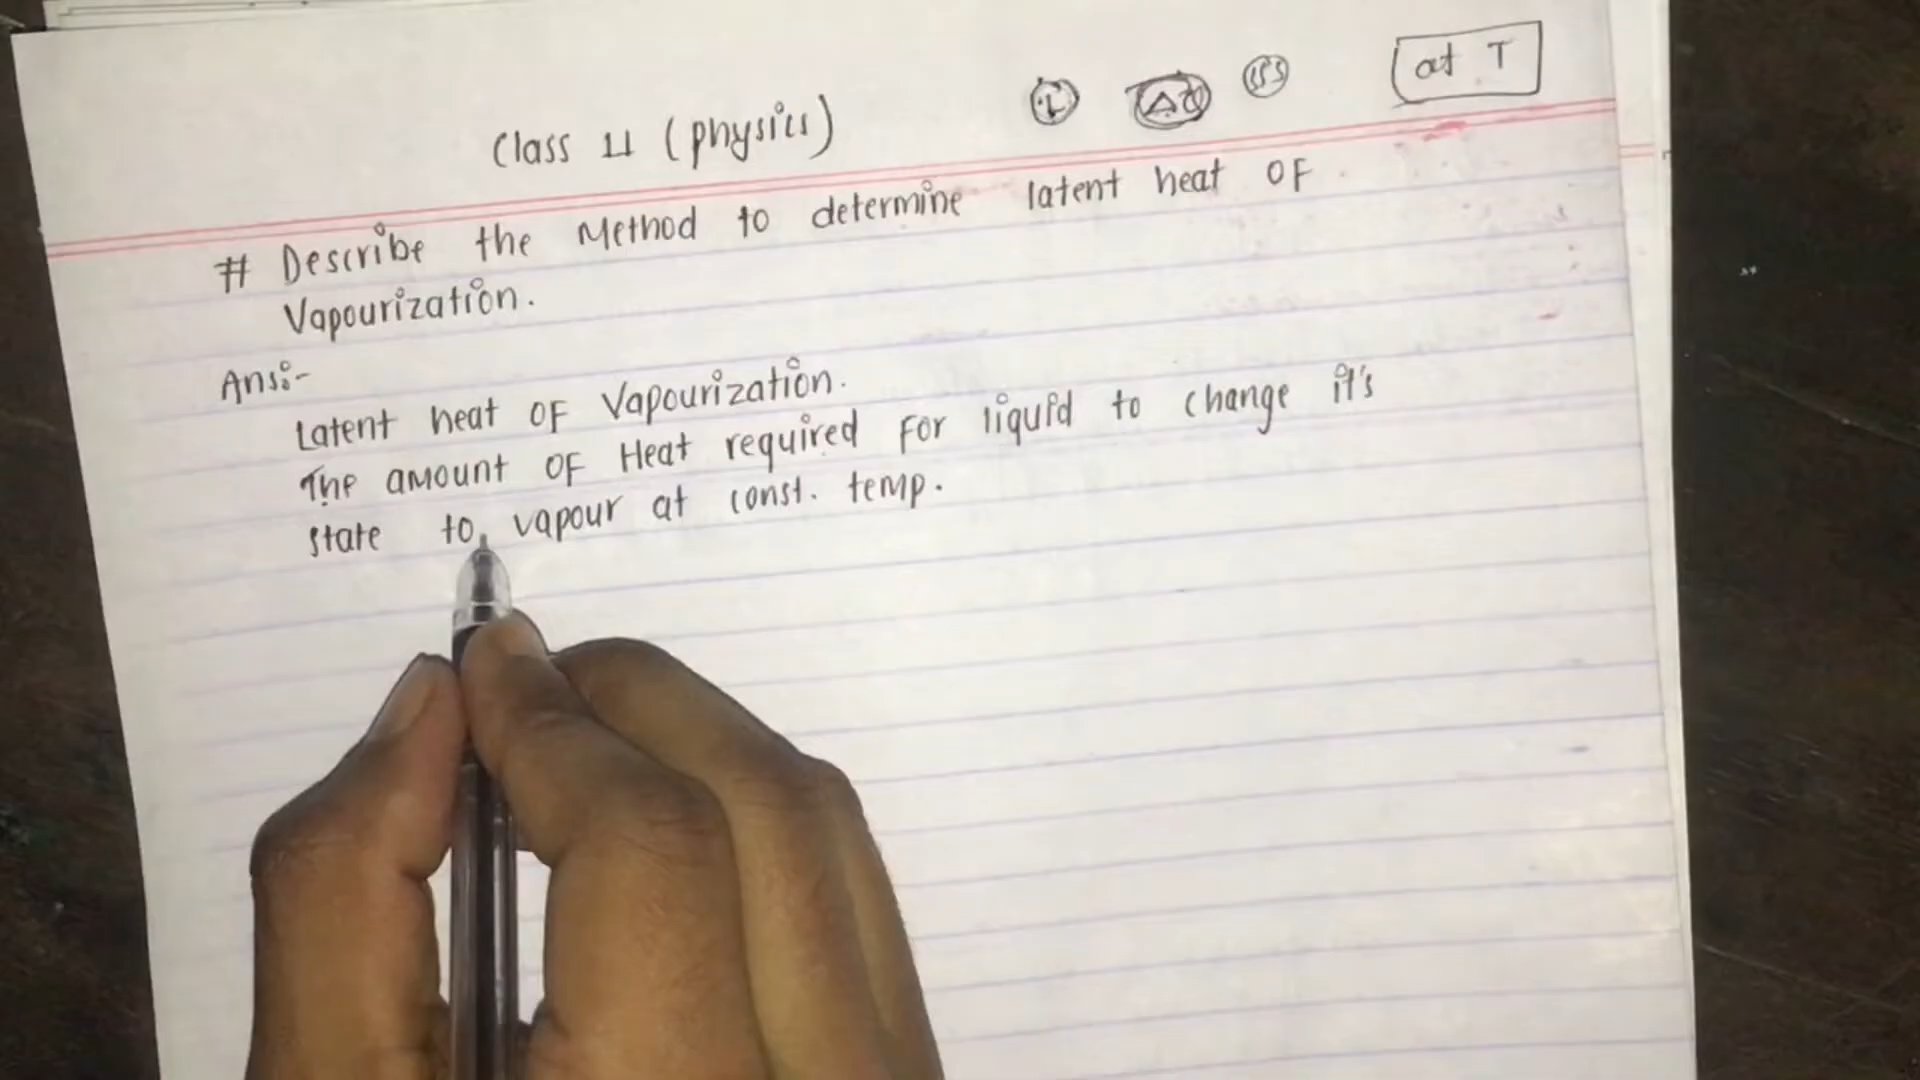 at T
Class 11 (physics)
# Describe the Method to determine latent heat OF
Vapourization.
Ans:-
Latent heat OF Vapourization.
The amount OF Heat required For liquid to change it's
state to vapour at const. temp.